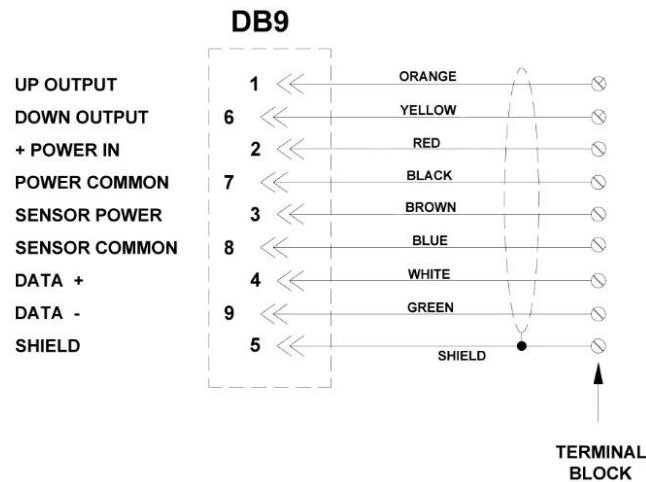 DB9
UP OUTPUT 1 ORANGE
DOWN OUTPUT 6 YELLOW
+ POWER IN 2 RED
POWER COMMON 7 BLACK
SENSOR POWER 3 BROWN
SENSOR COMMON 8 BLUE
DATA + 4 WHITE
DATA - 9 GREEN
SHIELD 5 SHIELD
TERMINAL
BLOCK